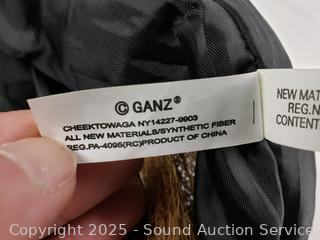 © GANZ®
CHEEKTOWAGA NY14227-9903
ALL NEW MATERIALS/SYNTHETIC FIBER
REG.PA-4095(RC)PRODUCT OF CHINA
NEW MAT
REG.N
CONTENT
Copyright 2025 - Sound Auction Service